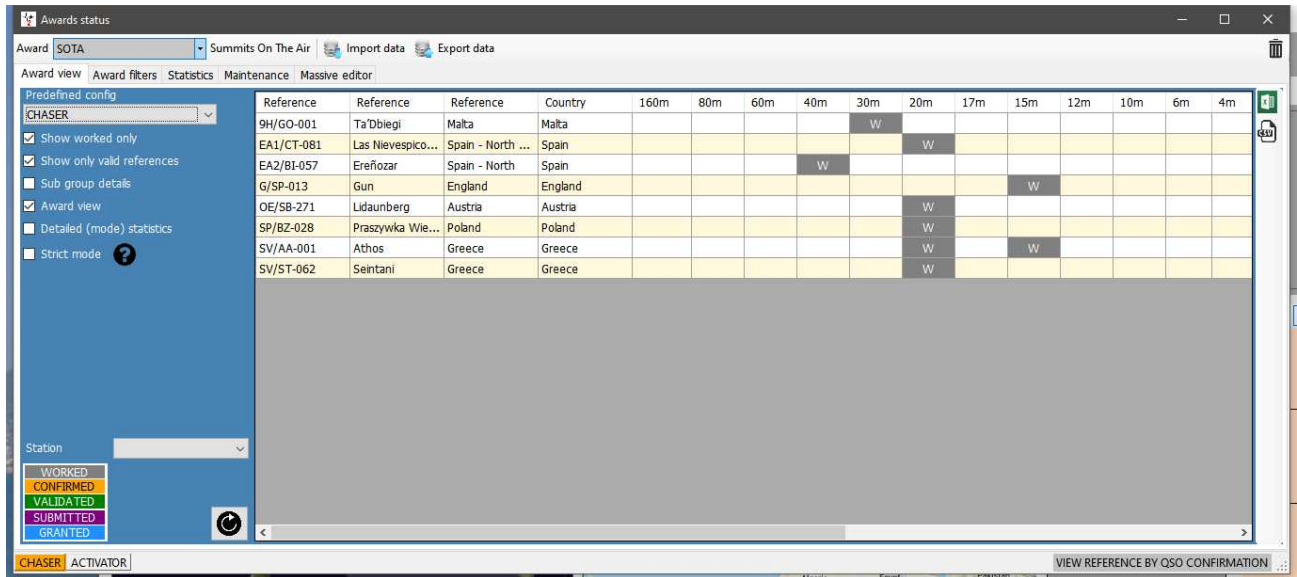 Awards status
Award SOTA Summits On The Air Import data Export data
Award view Award filters Statistics Maintenance Massive editor
Predefined config
CHASER
Show worked only
Show only valid references
Sub group details
Award view
Detailed (mode) statistics
Strict mode ?
Reference Reference Reference Country 160m 80m 60m 40m 30m 20m 17m 15m 12m 10m 6m 4m
9H/GO-001 Ta'Dbiegi Malta Malta W
EA1/CT-081 Las Nievespico... Spain - North ... Spain W
EA2/BI-057 Ereñozar Spain - North Spain W
G/SP-013 Gun England England W
OE/SB-271 Lidaunberg Austria Austria W
SP/BZ-028 Praszywka Wie... Poland Poland W
SV/AA-001 Athos Greece Greece W W
SV/ST-062 Seintani Greece Greece W
Station
WORKED
CONFIRMED
VALIDATED
SUBMITTED
GRANTED
CHASER ACTIVATOR
VIEW REFERENCE BY QSO CONFIRMATION